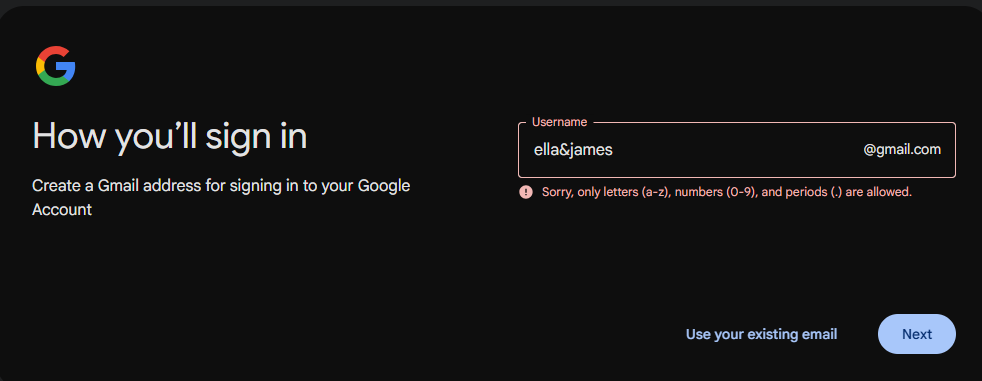 How you’ll sign in
Create a Gmail address for signing in to your Google
Account
Username
ella&james
@gmail.com
Sorry, only letters (a-z), numbers (0-9), and periods (.) are allowed.
Use your existing email
Next